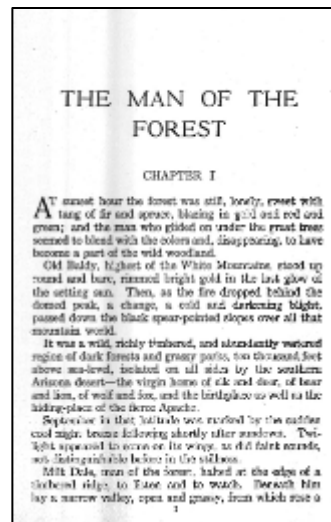 THE MAN OF THE
FOREST
CHAPTER I
AT sunset hour the forest was still, lonely, sweet with
tang of fir and spruce, blazing in gold and red and
green; and the man who glided on under the great trees
seemed to blend with the colors and, disappearing, to have
become a part of the wild woodland.
Old Baldy, highest of the White Mountains, stood up
round and bare, rimmed bright gold in the last glow of
the setting sun. Then, as the fire dropped behind the
domed peak, a change, a cold and darkening blight,
passed down the black spear-pointed slopes over all that
mountain world.
It was a wild, richly timbered, and abundantly watered
region of dark forests and grassy parks, ten thousand feet
above sea-level, isolated on all sides by the southern
Arizona desert—the virgin home of elk and deer, of bear
and lion, of wolf and fox, and the birthplace as well as the
hiding-place of the fierce Apache.
September in that latitude was marked by the sudden
cool night breeze following shortly after sundown. Twi-
light appeared to come on its wings, as did faint sounds,
not distinguishable before in the stillness.
Milt Dale, man of the forest, halted at the edge of a
timbered ridge, to listen and to watch. Beneath him
lay a narrow valley, open and grassy, from which rose a
1